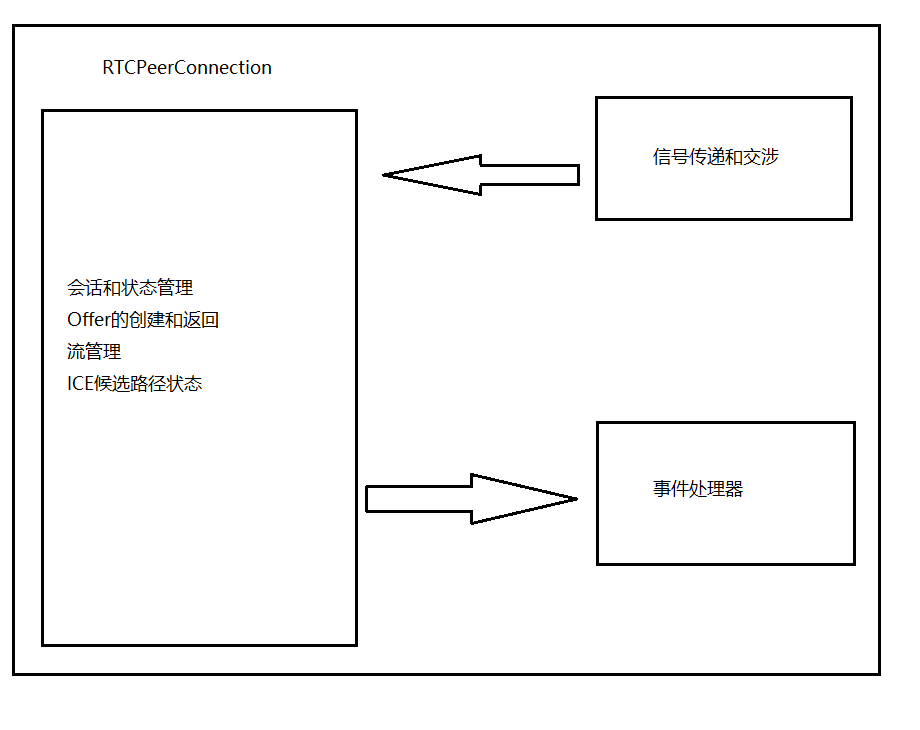 RTCPeerConnection
信号传递和交涉
会话和状态管理
Offer的创建和返回
流管理
ICE候选路径状态
事件处理器